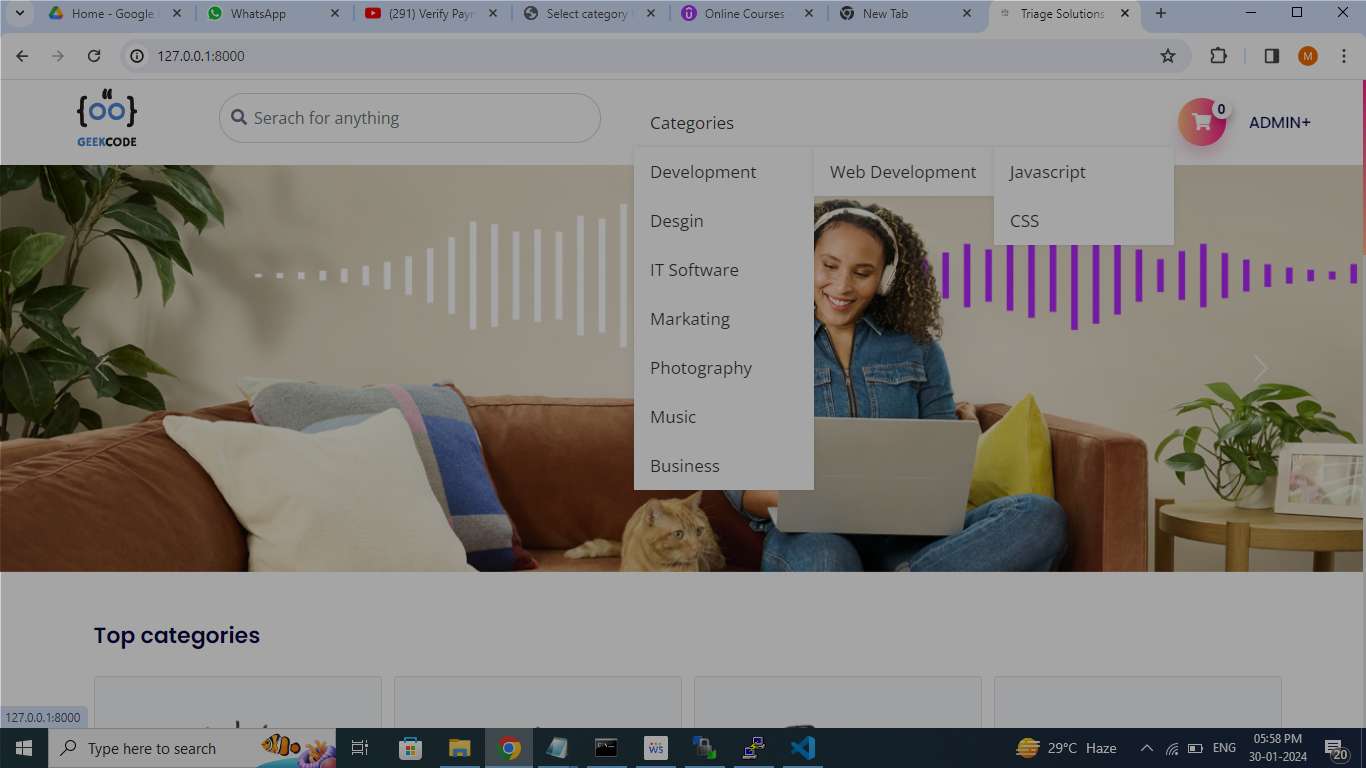 Home - Google
WhatsApp
(291) Verify Payn
Select category
Online Courses
New Tab
Triage Solutions
127.0.0.1:8000
M
GEEKCODE
Serach for anything
Categories
0
ADMIN+
Development
Web Development
Javascript
Desgin
CSS
IT Software
Markating
Photography
Music
Business
Top categories
127.0.0.1:8000
Type here to search
WS
29°C Haze
ENG
05:58 PM
30-01-2024
20